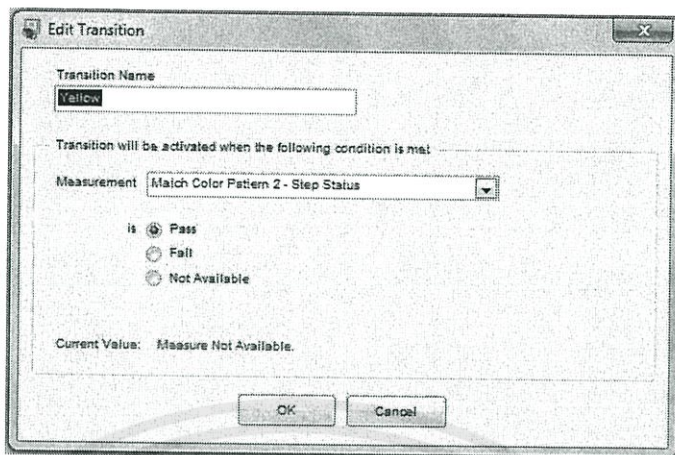 Edit Transition
Transition Name
Yellow
Transition will be activated when the following condition is met
Measurement Match Color Pattern 2 - Step Status
is Pass
Fail
Not Available
Current Value: Measure Not Available.
OK Cancel